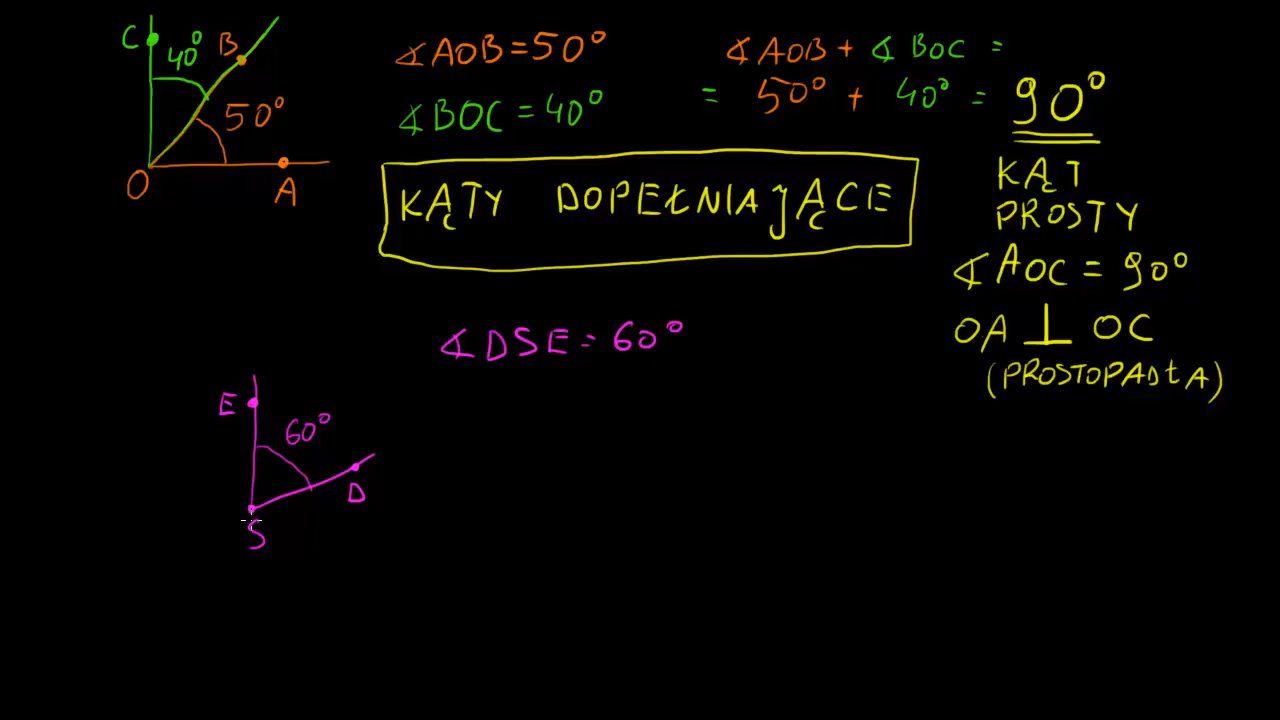 C 40° B
50°
O A
∢AOB = 50°
∢BOC = 40°
∢AOB + ∢BOC =
= 50° + 40° = 90°
KĄTY DOPEŁNIAJĄCE
KĄT
PROSTY
∢AOC = 90°
OA ⊥ OC
(PROSTOPADŁA)
∢DSE = 60°
E
60°
D
S